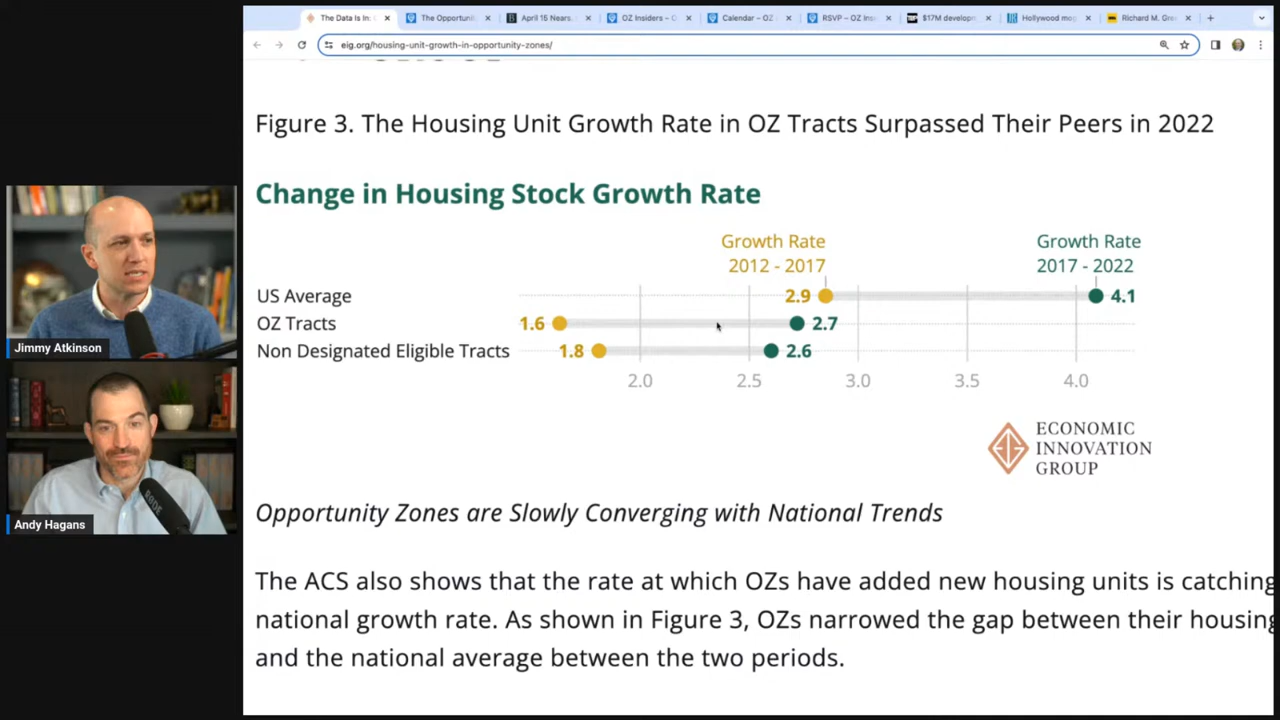 The Data Is In:
The Opportuni
April 15 Nears
OZ Insiders – O
Calendar – OZ
RSVP – OZ Ins
$17M developm
Hollywood mo
Richard M. Gre
eig.org/housing-unit-growth-in-opportunity-zones/
Figure 3. The Housing Unit Growth Rate in OZ Tracts Surpassed Their Peers in 2022
Change in Housing Stock Growth Rate
Growth Rate
2012 - 2017
Growth Rate
2017 - 2022
US Average 2.9 4.1
OZ Tracts 1.6 2.7
Non Designated Eligible Tracts 1.8 2.6
2.0 2.5 3.0 3.5 4.0
ECONOMIC
INNOVATION
GROUP
Opportunity Zones are Slowly Converging with National Trends
The ACS also shows that the rate at which OZs have added new housing units is catching
national growth rate. As shown in Figure 3, OZs narrowed the gap between their housing
and the national average between the two periods.
Jimmy Atkinson
Andy Hagans
RODE